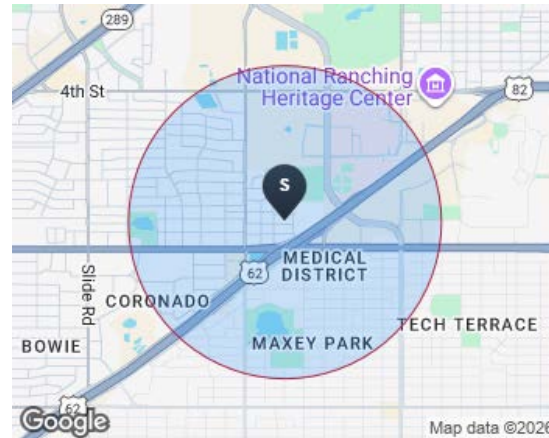 289
National Ranching
Heritage Center
4th St
82
S
MEDICAL
DISTRICT
62
Slide Rd
CORONADO
TECH TERRACE
BOWIE
MAXEY PARK
62
Google
Map data ©2026